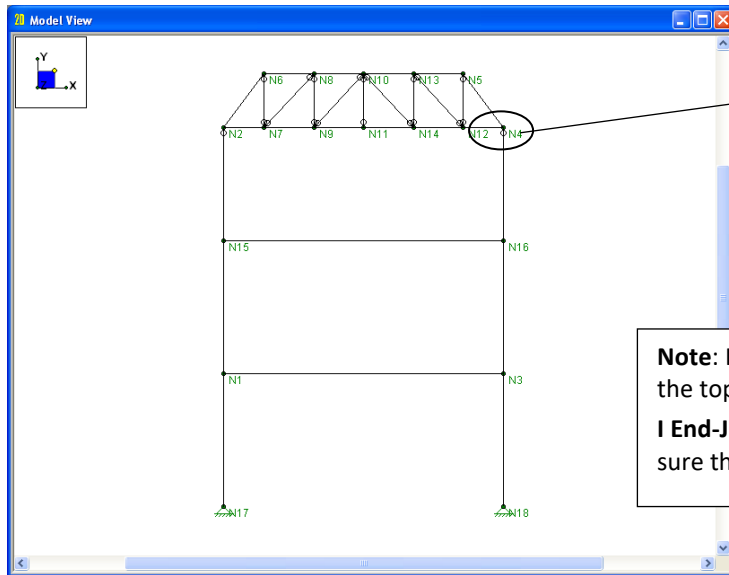 2D Model View
Y
X
N6 N8 N10 N13 N5
N2 N7 N9 N11 N14 N12 N4
N15 N16
N1 N3
N17 N18
Note:
the top
I End-J
sure th